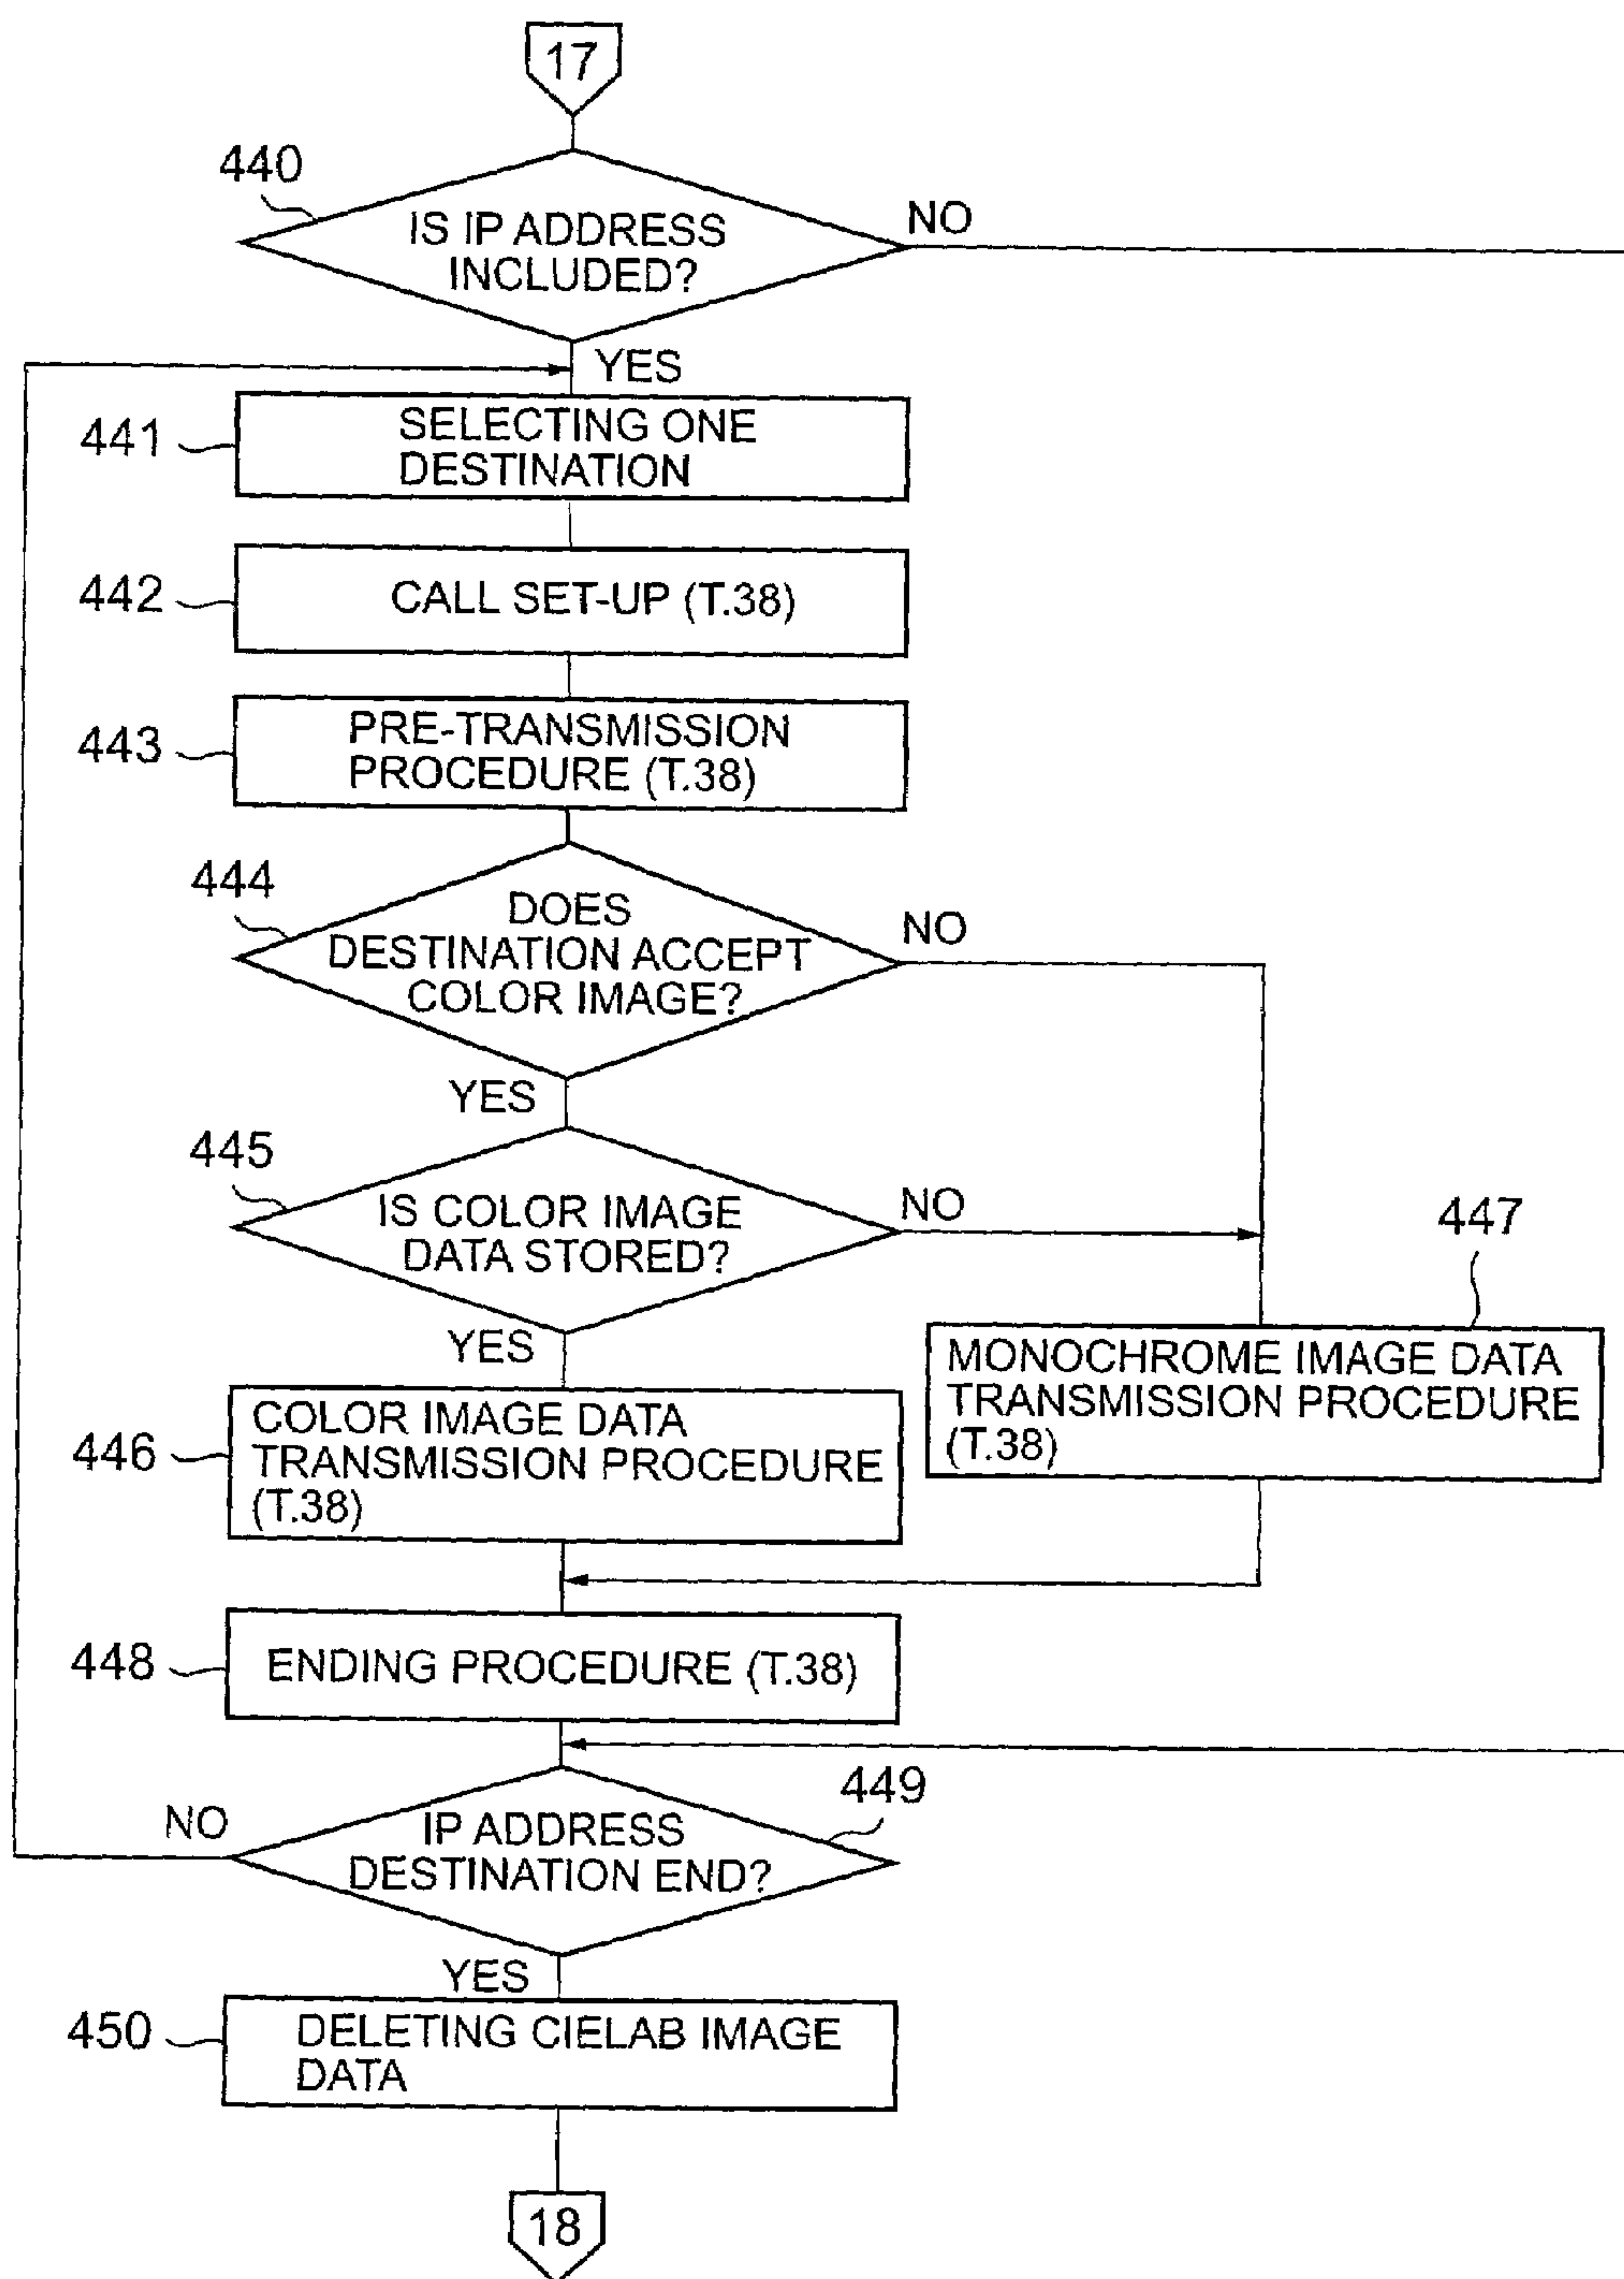 17
440
IS IP ADDRESS
INCLUDED?
NO
YES
441
SELECTING ONE
DESTINATION
442
CALL SET-UP (T.38)
443
PRE-TRANSMISSION
PROCEDURE (T.38)
444
DOES
DESTINATION ACCEPT
COLOR IMAGE?
NO
YES
445
IS COLOR IMAGE
DATA STORED?
NO
447
YES
MONOCHROME IMAGE DATA
TRANSMISSION PROCEDURE
(T.38)
446
COLOR IMAGE DATA
TRANSMISSION PROCEDURE
(T.38)
448
ENDING PROCEDURE (T.38)
449
NO
IP ADDRESS
DESTINATION END?
YES
450
DELETING CIELAB IMAGE
DATA
18